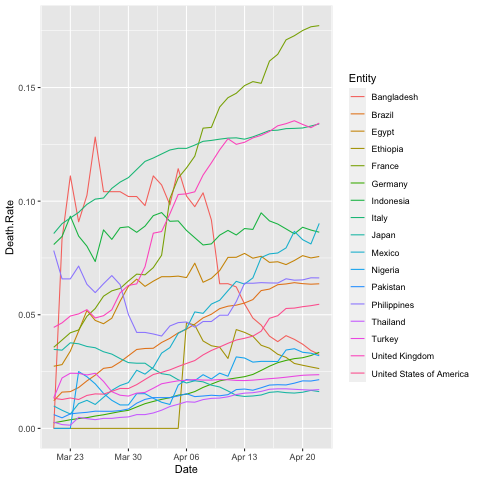 Death.Rate
0.15
0.10
0.05
0.00
Mar 23
Mar 30
Apr 06
Apr 13
Apr 20
Date
Entity
Bangladesh
Brazil
Egypt
Ethiopia
France
Germany
Indonesia
Italy
Japan
Mexico
Nigeria
Pakistan
Philippines
Thailand
Turkey
United Kingdom
United States of America